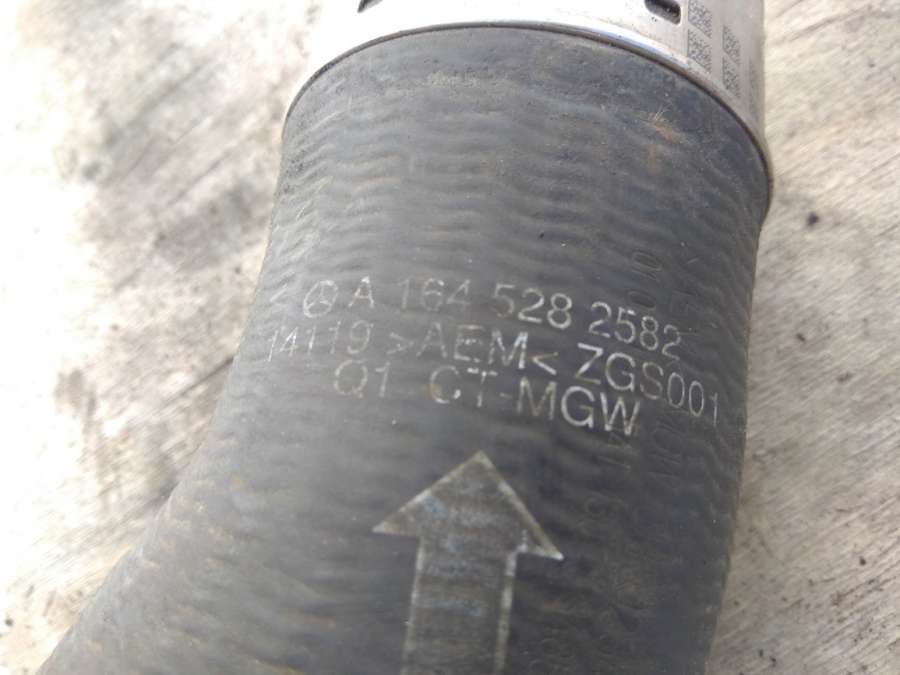 A 164 528 2582
14119 >AEM< ZGS001
Q1 CT-MGW